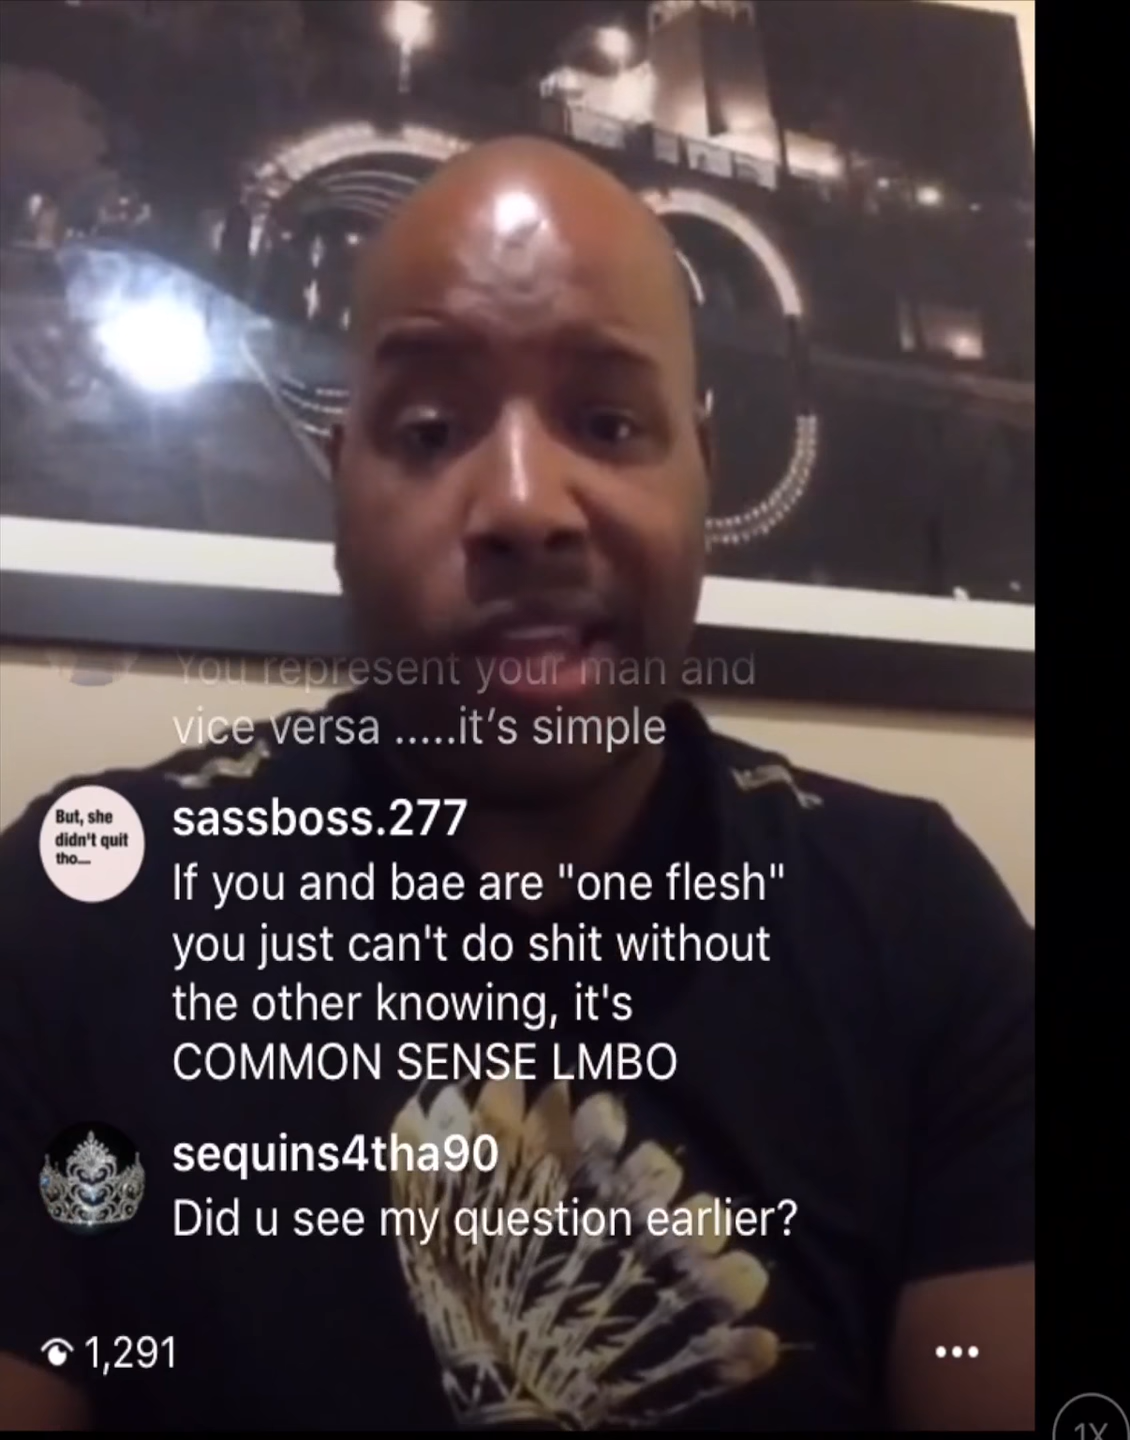 You represent your man and
vice versa .....it's simple
But, she
didn't quit
tho...
sassboss.277
If you and bae are "one flesh"
you just can't do shit without
the other knowing, it's
COMMON SENSE LMBO
sequins4tha90
Did u see my question earlier?
1,291
1X